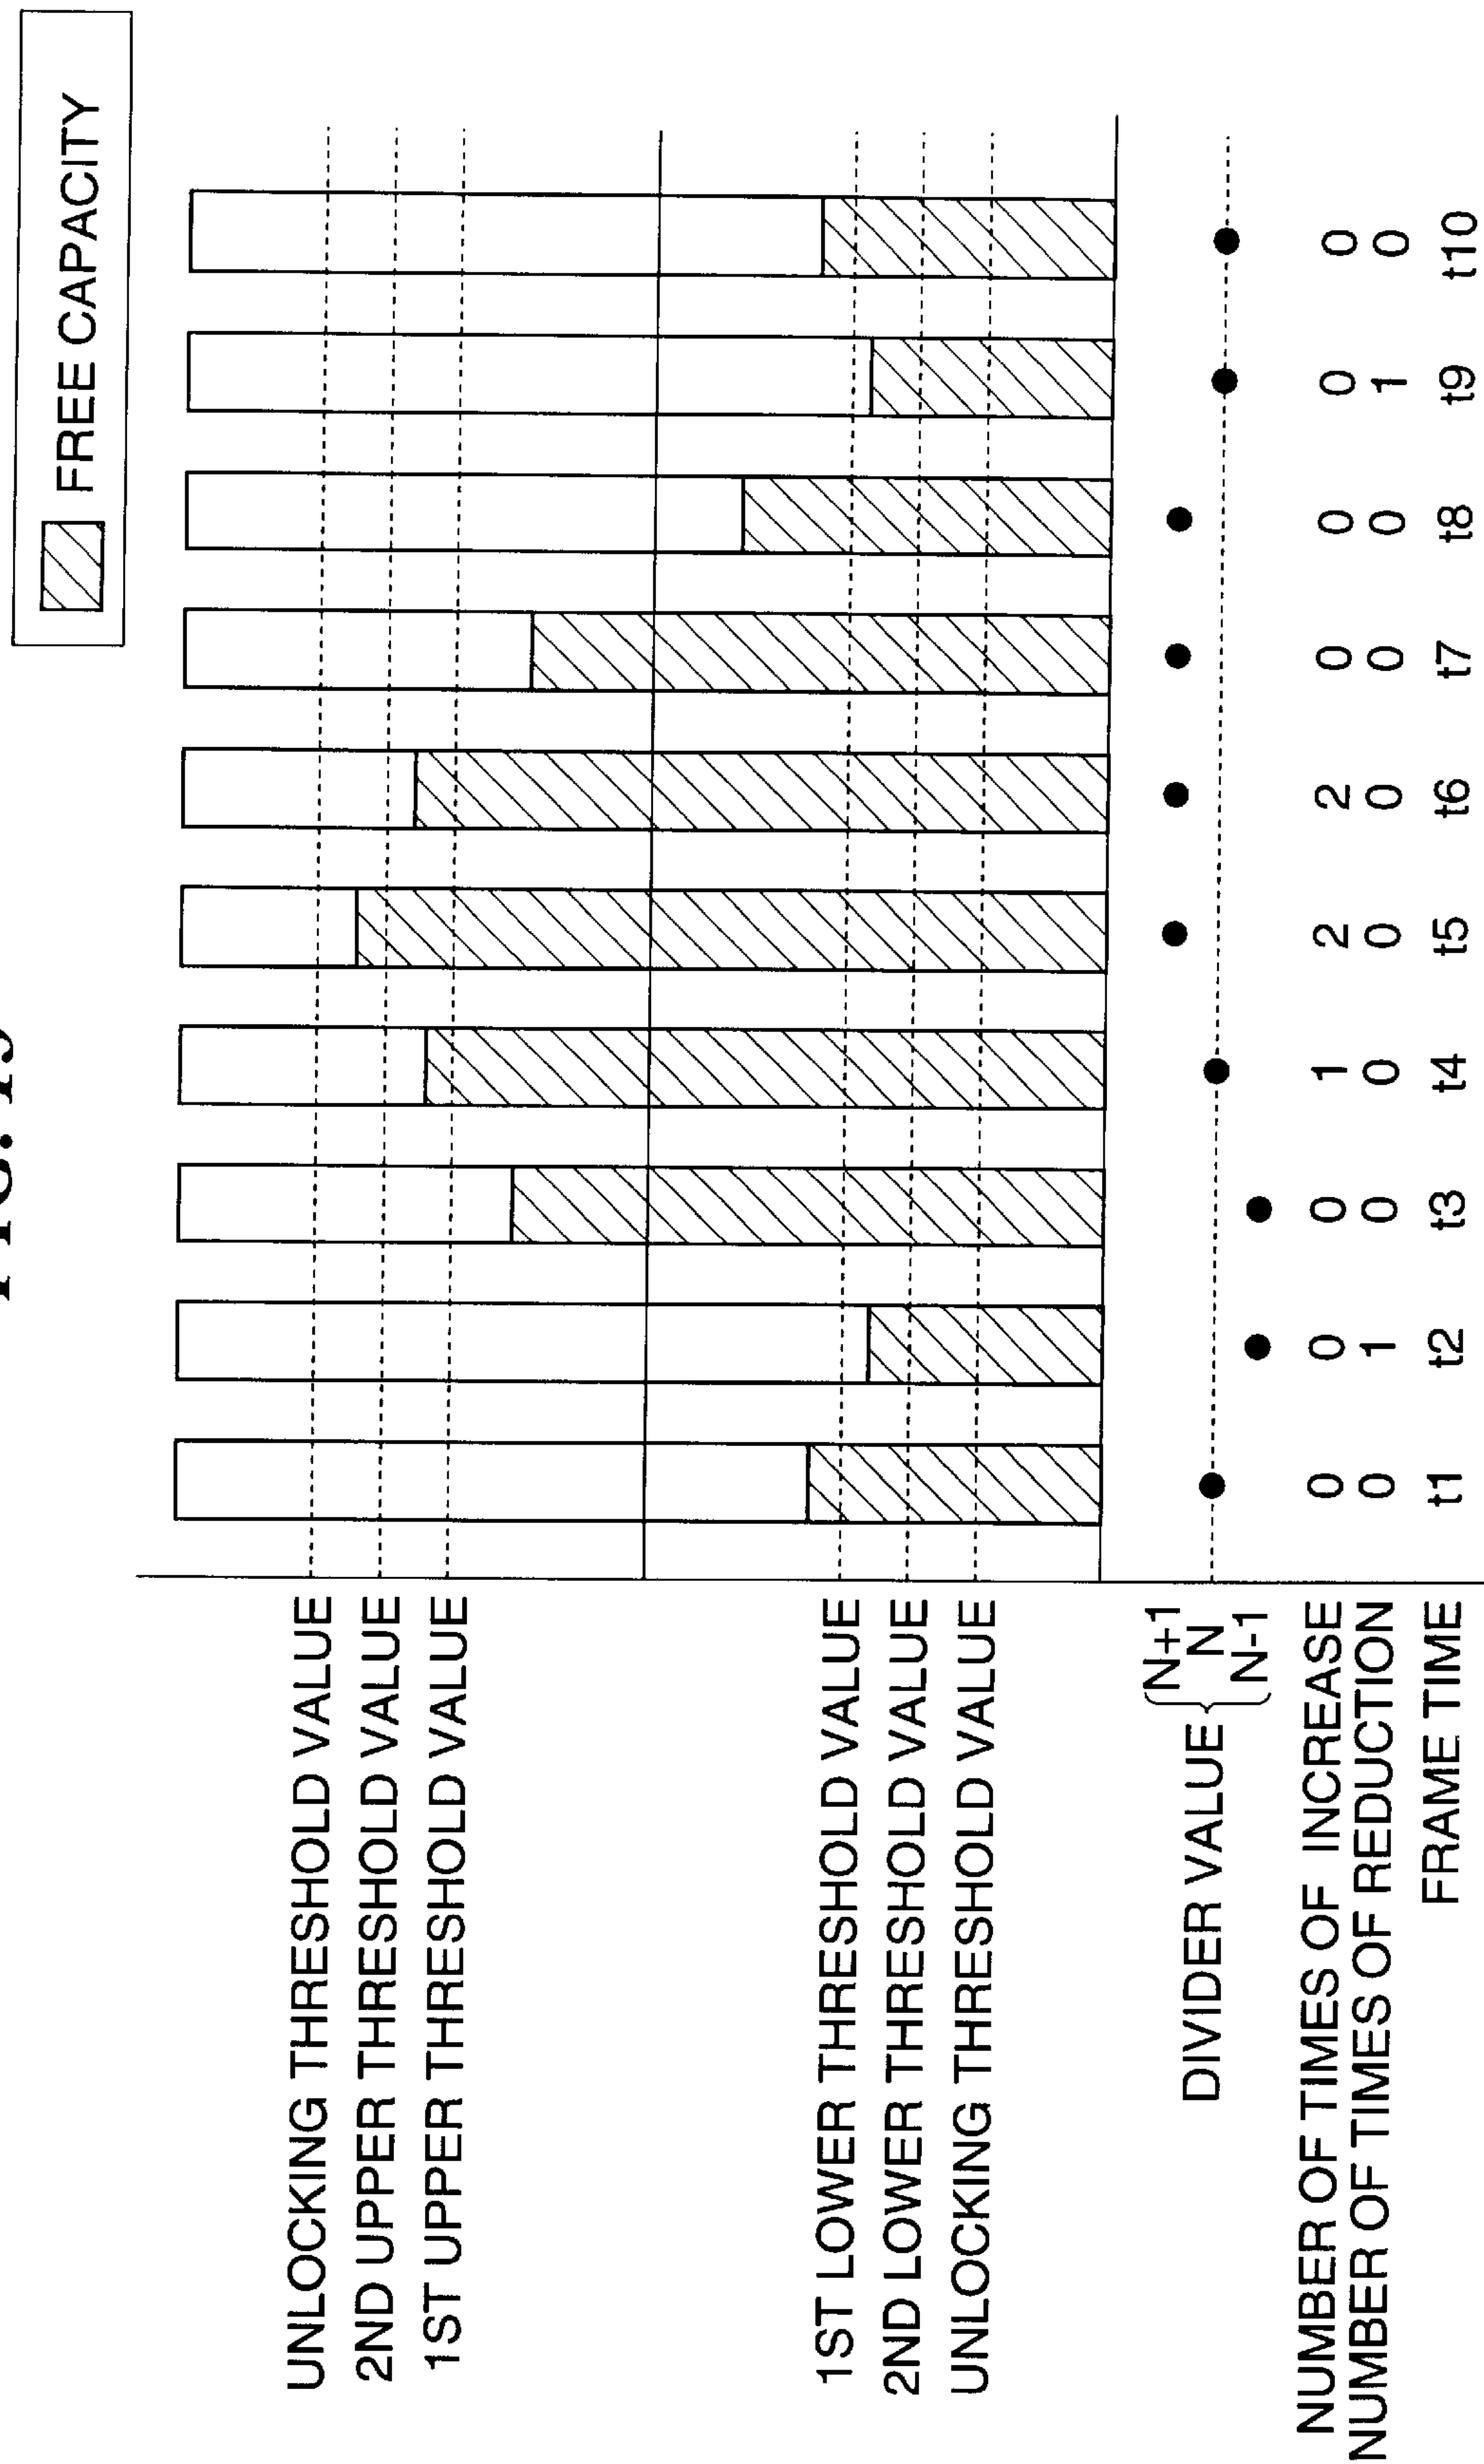 FREE CAPACITY
UNLOCKING THRESHOLD VALUE
2ND UPPER THRESHOLD VALUE
1ST UPPER THRESHOLD VALUE
1ST LOWER THRESHOLD VALUE
2ND LOWER THRESHOLD VALUE
UNLOCKING THRESHOLD VALUE
DIVIDER VALUE
N+1
N
N-1
NUMBER OF TIMES OF INCREASE 0 0 0 1 2 2 0 0 0 0
NUMBER OF TIMES OF REDUCTION 0 1 0 0 0 0 0 0 1 0
FRAME TIME t1 t2 t3 t4 t5 t6 t7 t8 t9 t10